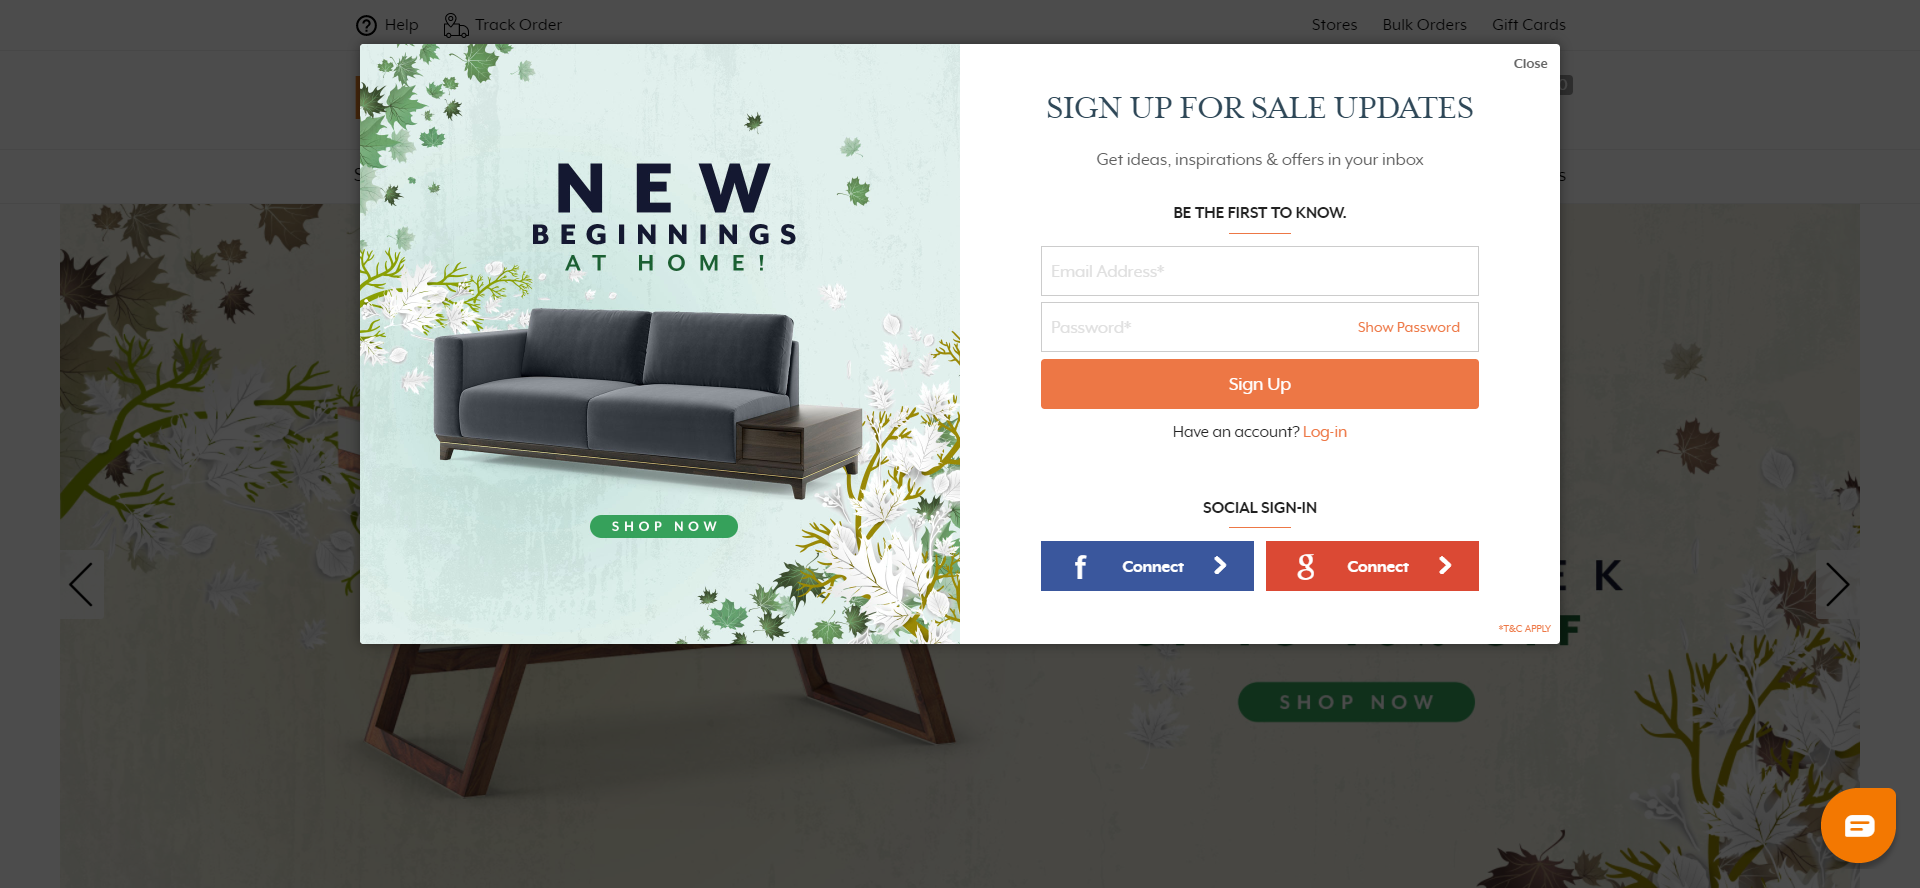 Help
Track Order
Stores
Bulk Orders
Gift Cards
Close
NEW
BEGINNINGS
AT HOME!
SHOP NOW
SIGN UP FOR SALE UPDATES
Get ideas, inspirations & offers in your inbox
BE THE FIRST TO KNOW.
Email Address*
Password*
Show Password
Sign Up
Have an account? Log-in
SOCIAL SIGN-IN
f Connect
g Connect
*T&C APPLY
SHOP NOW